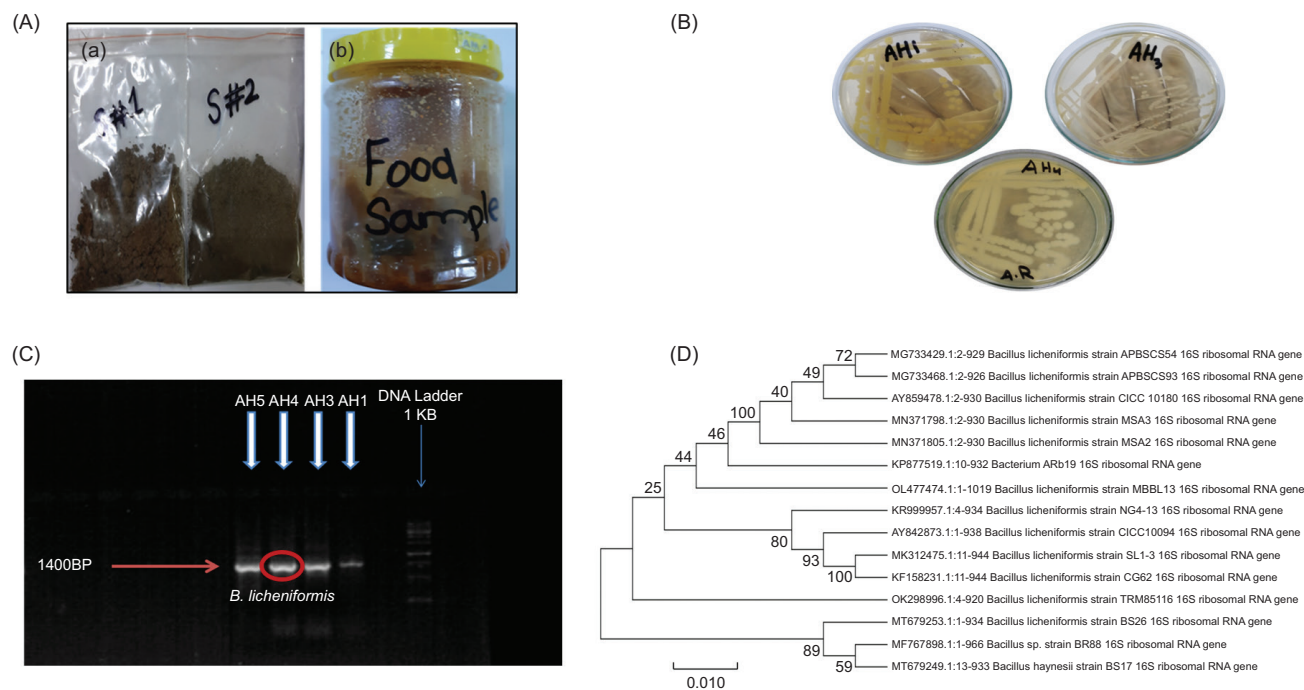 (A)
(a)
S#1
S#2
(b)
Food
Sample
(B)
AH1
AH3
AH4
A.R
(C)
AH5 AH4 AH3 AH1
DNA Ladder
1 KB
1400BP
B. licheniformis
(D)
72
49
40
100
46
44
25
80
93
100
89
59
MG733429.1:2-929 Bacillus licheniformis strain APBSCS54 16S ribosomal RNA gene
MG733468.1:2-926 Bacillus licheniformis strain APBSCS93 16S ribosomal RNA gene
AY859478.1:2-930 Bacillus licheniformis strain CICC 10180 16S ribosomal RNA gene
MN371798.1:2-930 Bacillus licheniformis strain MSA3 16S ribosomal RNA gene
MN371805.1:2-930 Bacillus licheniformis strain MSA2 16S ribosomal RNA gene
KP877519.1:10-932 Bacterium ARb19 16S ribosomal RNA gene
OL477474.1:1-1019 Bacillus licheniformis strain MBBL13 16S ribosomal RNA gene
KR999957.1:4-934 Bacillus licheniformis strain NG4-13 16S ribosomal RNA gene
AY842873.1:1-938 Bacillus licheniformis strain CICC10094 16S ribosomal RNA gene
MK312475.1:11-944 Bacillus licheniformis strain SL1-3 16S ribosomal RNA gene
KF158231.1:11-944 Bacillus licheniformis strain CG62 16S ribosomal RNA gene
OK298996.1:4-920 Bacillus licheniformis strain TRM85116 16S ribosomal RNA gene
MT679253.1:1-934 Bacillus licheniformis strain BS26 16S ribosomal RNA gene
MF767898.1:1-966 Bacillus sp. strain BR88 16S ribosomal RNA gene
MT679249.1:13-933 Bacillus haynesii strain BS17 16S ribosomal RNA gene
0.010